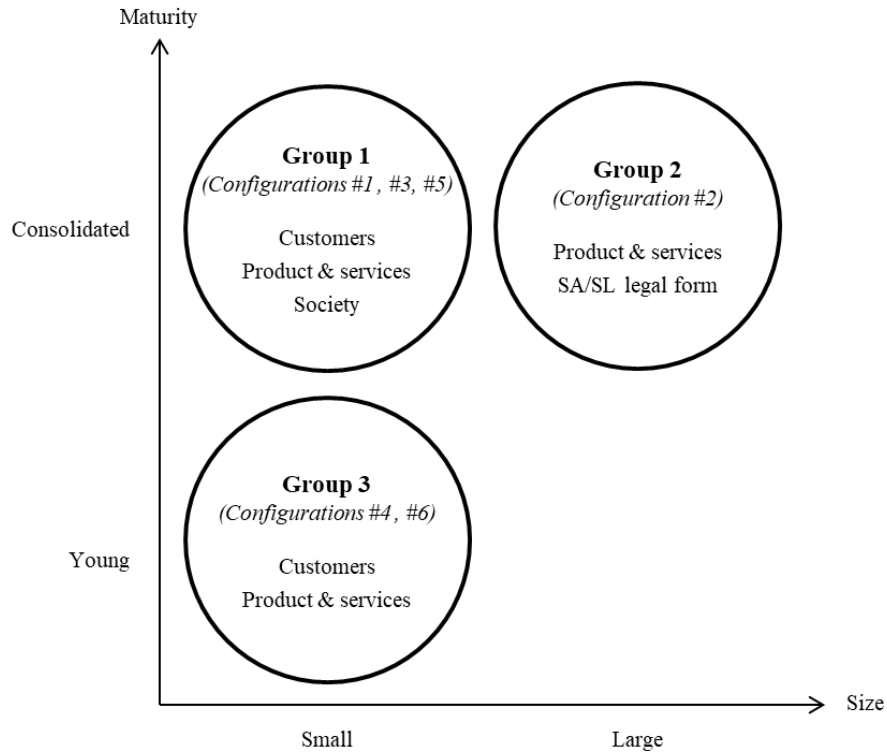 Maturity
Group 1
(Configurations #1, #3, #5)
Customers
Product & services
Society
Group 2
(Configuration #2)
Product & services
SA/SL legal form
Consolidated
Group 3
(Configurations #4, #6)
Customers
Product & services
Young
Size
Small
Large